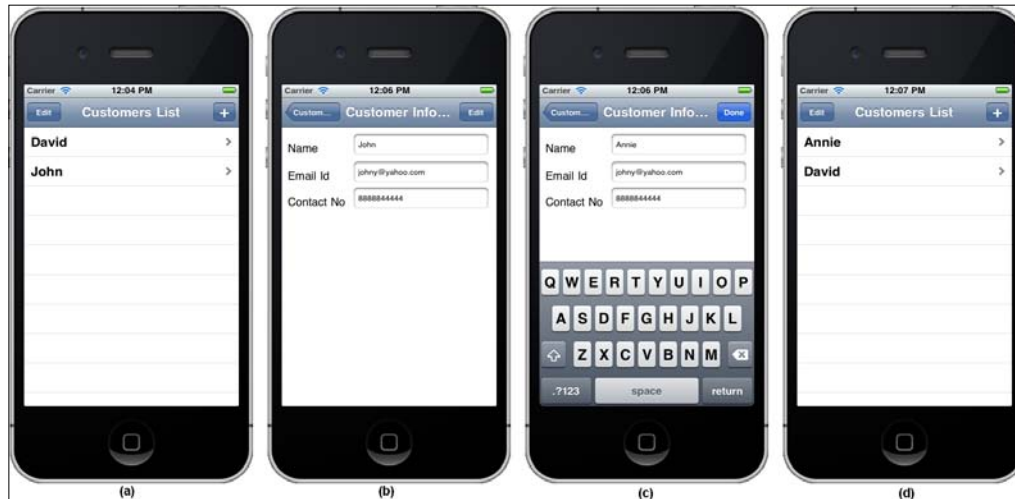 Carrier 12:04 PM
Edit Customers List +
David
John
(a)
Carrier 12:06 PM
Custom... Customer Info... Edit
Name John
Email Id johny@yahoo.com
Contact No 8888844444
(b)
Carrier 12:06 PM
Custom... Customer Info... Done
Name Annie
Email Id johny@yahoo.com
Contact No 8888844444
Q W E R T Y U I O P
A S D F G H J K L
Z X C V B N M
.?123 space return
(c)
Carrier 12:07 PM
Edit Customers List +
Annie
David
(d)